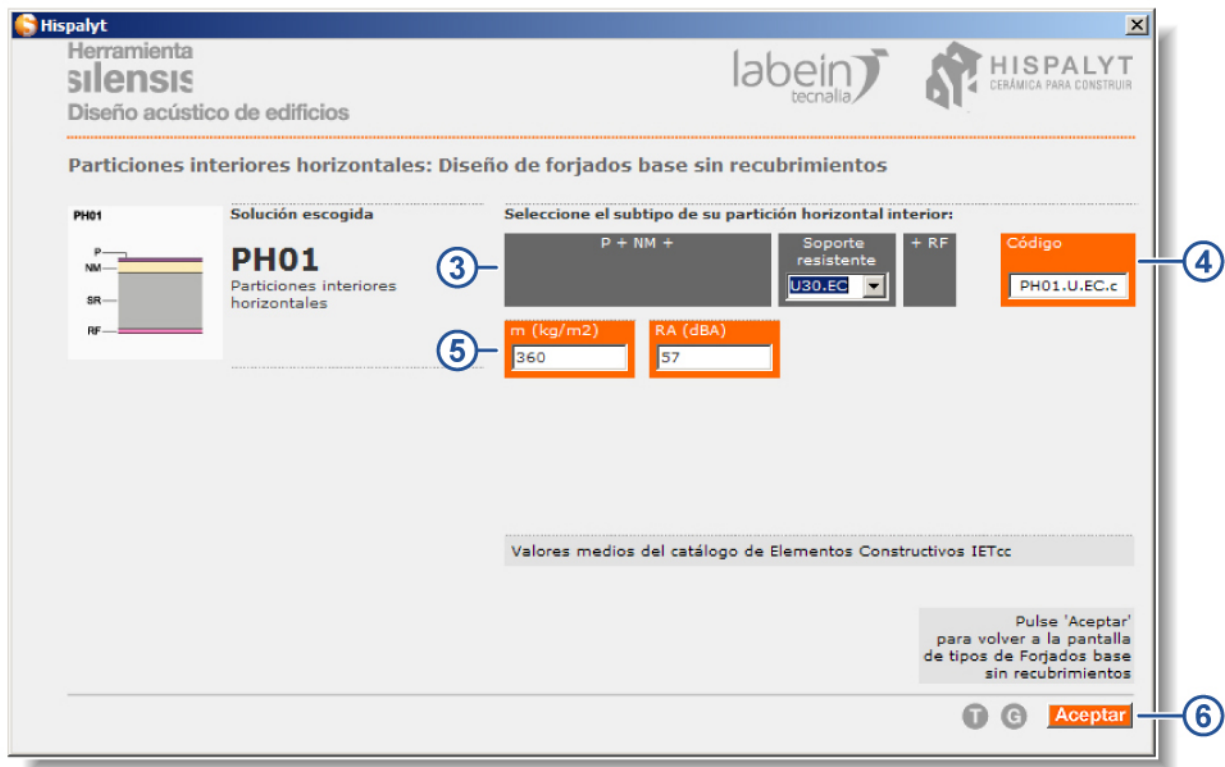 Hispalyt
Herramienta
silensis
Diseño acústico de edificios
labein
tecnalia
HISPALYT
CERÁMICA PARA CONSTRUIR
Particiones interiores horizontales: Diseño de forjados base sin recubrimientos
PH01
P
NM
SR
RF
Solución escogida
PH01
Particiones interiores
horizontales
Seleccione el subtipo de su partición horizontal interior:
3
P + NM +
Soporte
resistente
U30.EC
+ RF
Código
PH01.U.EC.c
4
5
m (kg/m2)
360
RA (dBA)
57
Valores medios del catálogo de Elementos Constructivos IETcc
Pulse 'Aceptar'
para volver a la pantalla
de tipos de Forjados base
sin recubrimientos
T G Aceptar
6